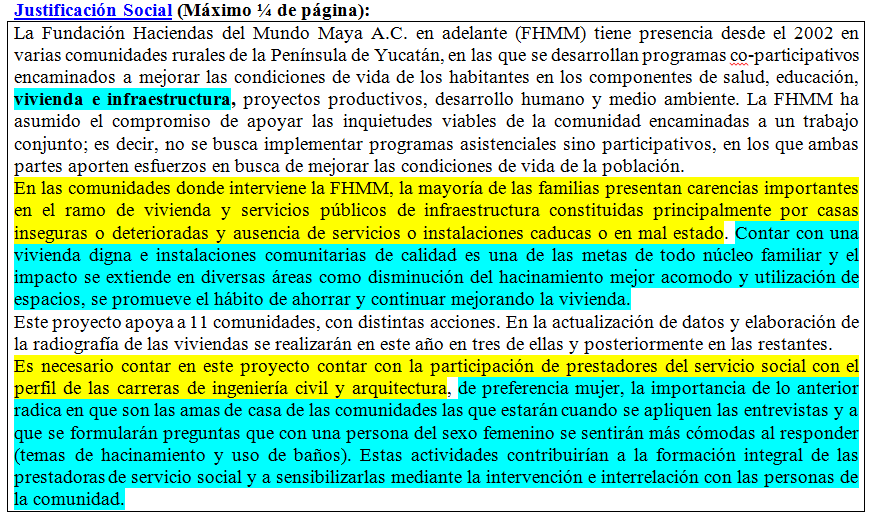 Justificación Social (Máximo ¼ de página):
La Fundación Haciendas del Mundo Maya A.C. en adelante (FHMM) tiene presencia desde el 2002 en
varias comunidades rurales de la Península de Yucatán, en las que se desarrollan programas co-participativos
encaminados a mejorar las condiciones de vida de los habitantes en los componentes de salud, educación,
vivienda e infraestructura, proyectos productivos, desarrollo humano y medio ambiente. La FHMM ha
asumido el compromiso de apoyar las inquietudes viables de la comunidad encaminadas a un trabajo
conjunto; es decir, no se busca implementar programas asistenciales sino participativos, en los que ambas
partes aporten esfuerzos en busca de mejorar las condiciones de vida de la población.
En las comunidades donde interviene la FHMM, la mayoría de las familias presentan carencias importantes
en el ramo de vivienda y servicios públicos de infraestructura constituidas principalmente por casas
inseguras o deterioradas y ausencia de servicios o instalaciones caducas o en mal estado. Contar con una
vivienda digna e instalaciones comunitarias de calidad es una de las metas de todo núcleo familiar y el
impacto se extiende en diversas áreas como disminución del hacinamiento mejor acomodo y utilización de
espacios, se promueve el hábito de ahorrar y continuar mejorando la vivienda.
Este proyecto apoya a 11 comunidades, con distintas acciones. En la actualización de datos y elaboración de
la radiografía de las viviendas se realizarán en este año en tres de ellas y posteriormente en las restantes.
Es necesario contar en este proyecto contar con la participación de prestadores del servicio social con el
perfil de las carreras de ingeniería civil y arquitectura, de preferencia mujer, la importancia de lo anterior
radica en que son las amas de casa de las comunidades las que estarán cuando se apliquen las entrevistas y a
que se formularán preguntas que con una persona del sexo femenino se sentirán más cómodas al responder
(temas de hacinamiento y uso de baños). Estas actividades contribuirían a la formación integral de las
prestadoras de servicio social y a sensibilizarlas mediante la intervención e interrelación con las personas de
la comunidad.